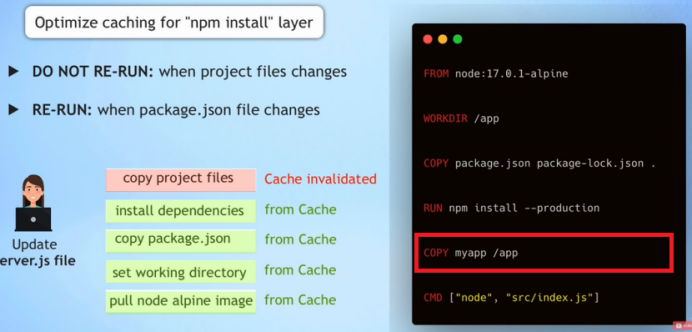 Optimize caching for "npm install" layer
► DO NOT RE-RUN: when project files changes
► RE-RUN: when package.json file changes
copy project files Cache invalidated
install dependencies from Cache
copy package.json from Cache
set working directory from Cache
pull node alpine image from Cache
Update
erver.js file
FROM node:17.0.1-alpine
WORKDIR /app
COPY package.json package-lock.json .
RUN npm install --production
COPY myapp /app
CMD ["node", "src/index.js"]